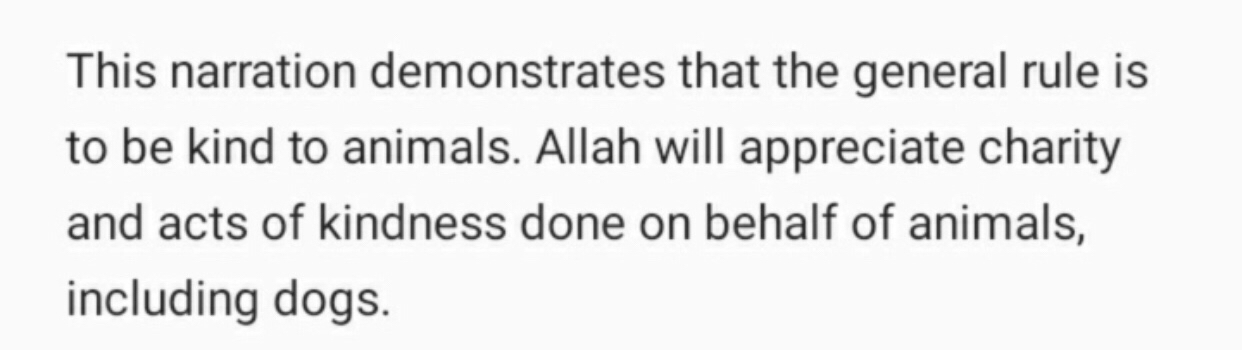 This narration demonstrates that the general rule is
to be kind to animals. Allah will appreciate charity
and acts of kindness done on behalf of animals,
including dogs.